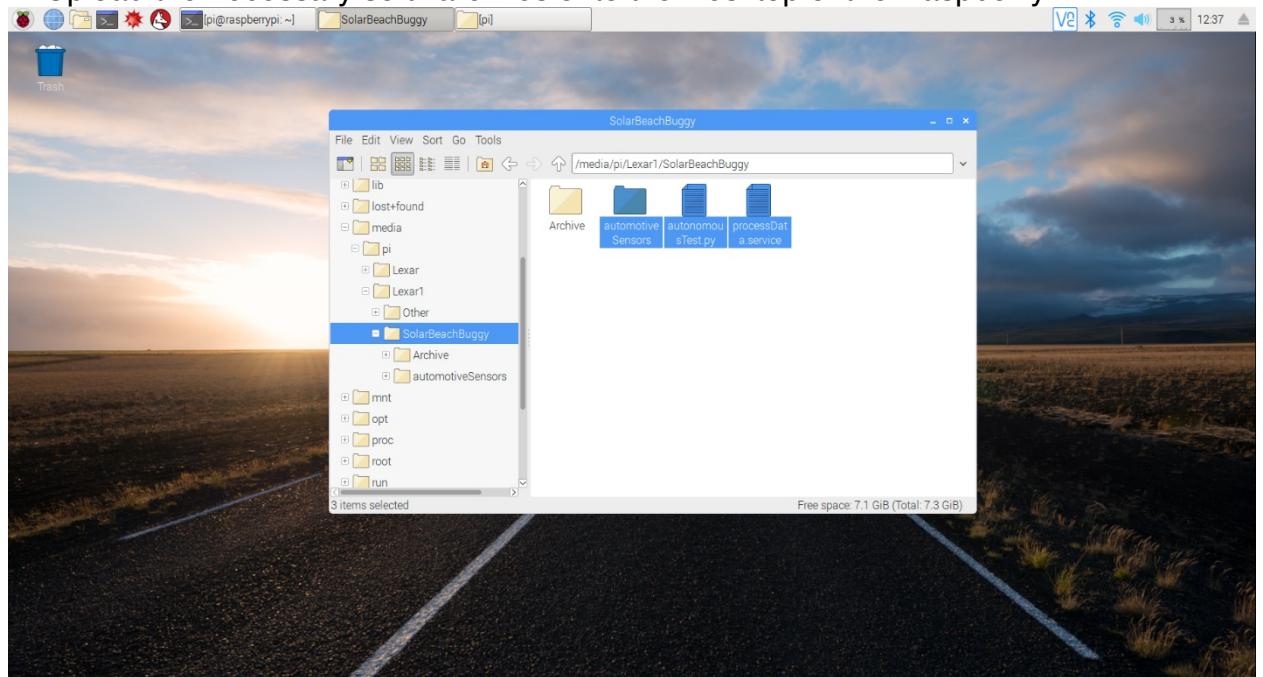 [pi@raspberrypi: ~] SolarBeachBuggy [pi] 3 % 12:37
Trash
SolarBeachBuggy
File Edit View Sort Go Tools
/media/pi/Lexar1/SolarBeachBuggy
lib
lost+found
media
pi
Lexar
Lexar1
Other
SolarBeachBuggy
Archive
automotiveSensors
mnt
opt
proc
root
run
Archive
automotive
Sensors
autonomou
sTest.py
processDat
a.service
3 items selected
Free space: 7.1 GiB (Total: 7.3 GiB)